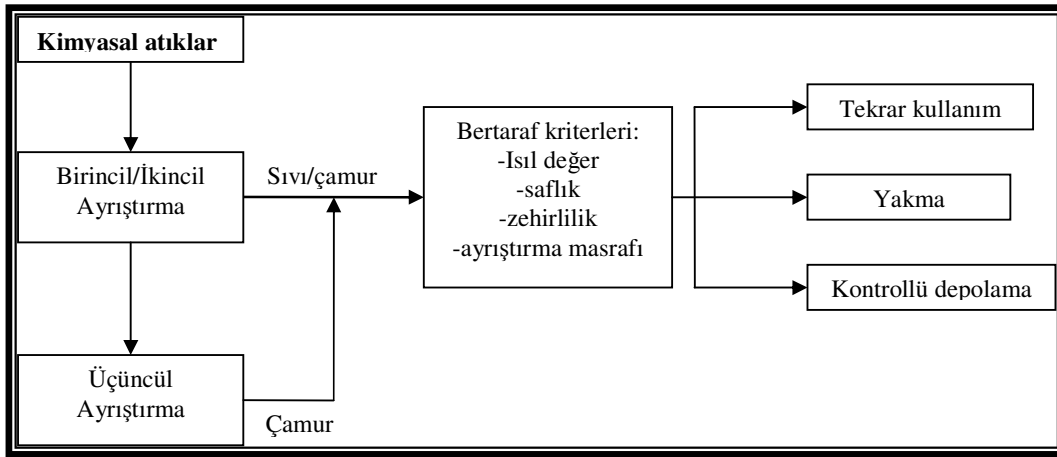 Kimyasal atıklar
Birincil/İkincil
Ayrıştırma
Sıvı/çamur
Üçüncül
Ayrıştırma
Çamur
Bertaraf kriterleri:
-Isıl değer
-saflık
-zehirlilik
-ayrıştırma masrafı
Tekrar kullanım
Yakma
Kontrollü depolama